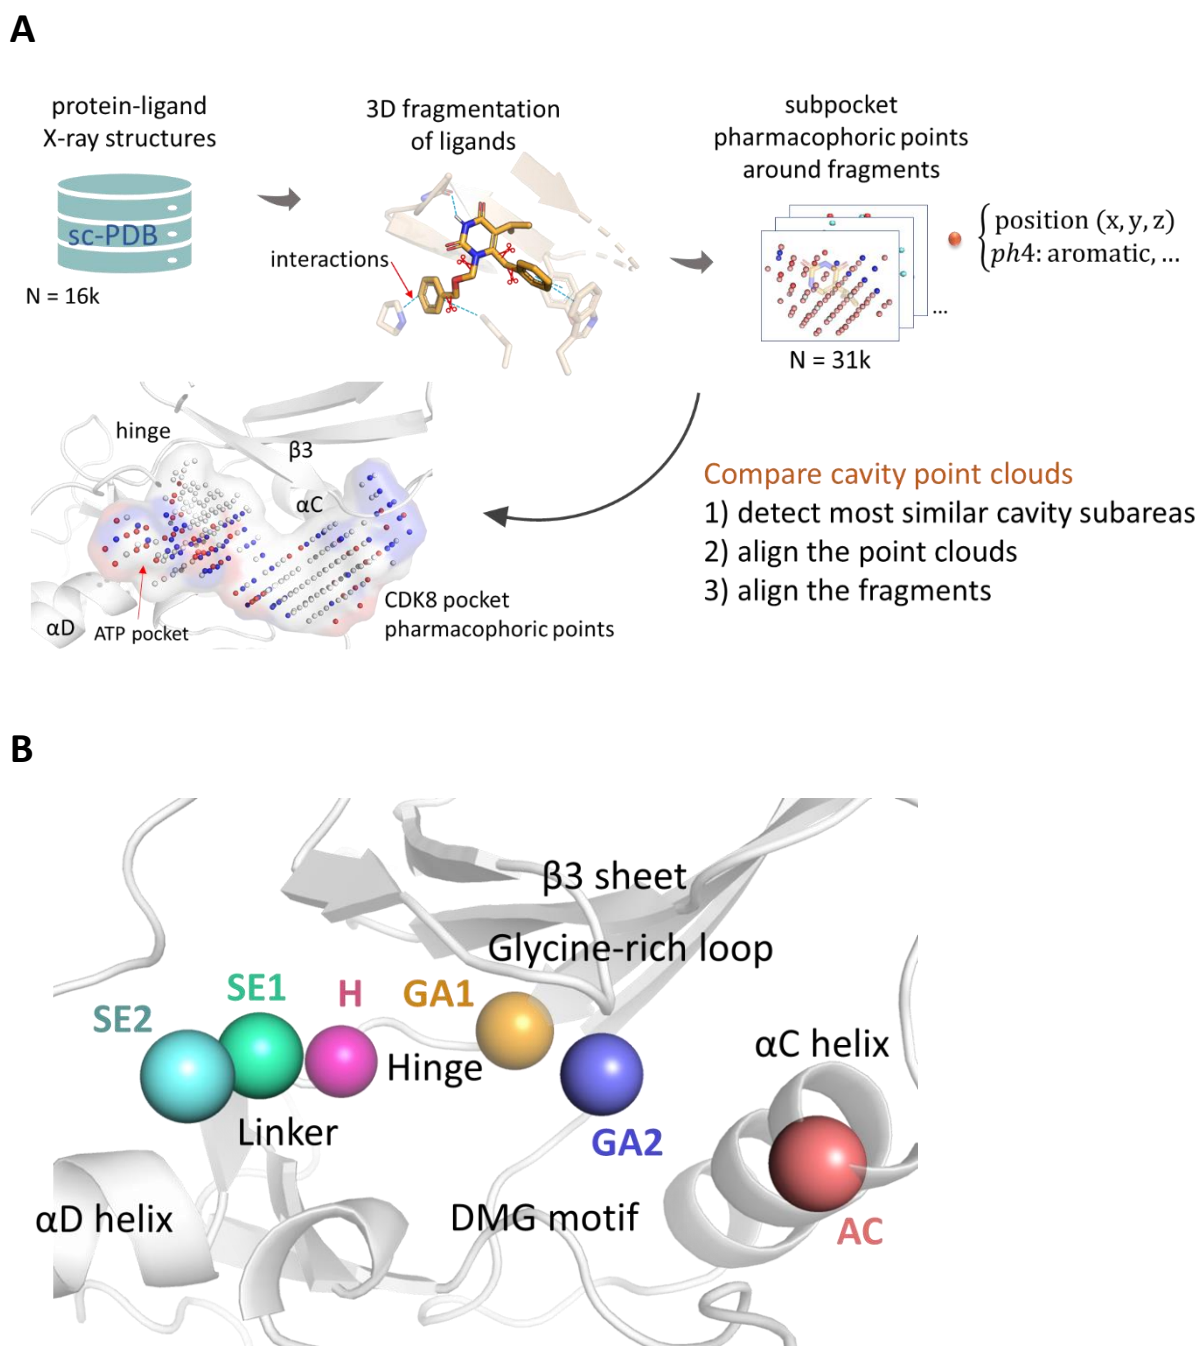 A
protein-ligand
X-ray structures
sc-PDB
N = 16k
3D fragmentation
of ligands
interactions
subpocket
pharmacophoric points
around fragments
position (x, y, z)
ph4: aromatic, ...
...
N = 31k
hinge
β3
αC
αD
ATP pocket
CDK8 pocket
pharmacophoric points
Compare cavity point clouds
1) detect most similar cavity subareas
2) align the point clouds
3) align the fragments
B
β3 sheet
Glycine-rich loop
SE2
SE1
H
GA1
Hinge
αC helix
Linker
GA2
αD helix
DMG motif
AC